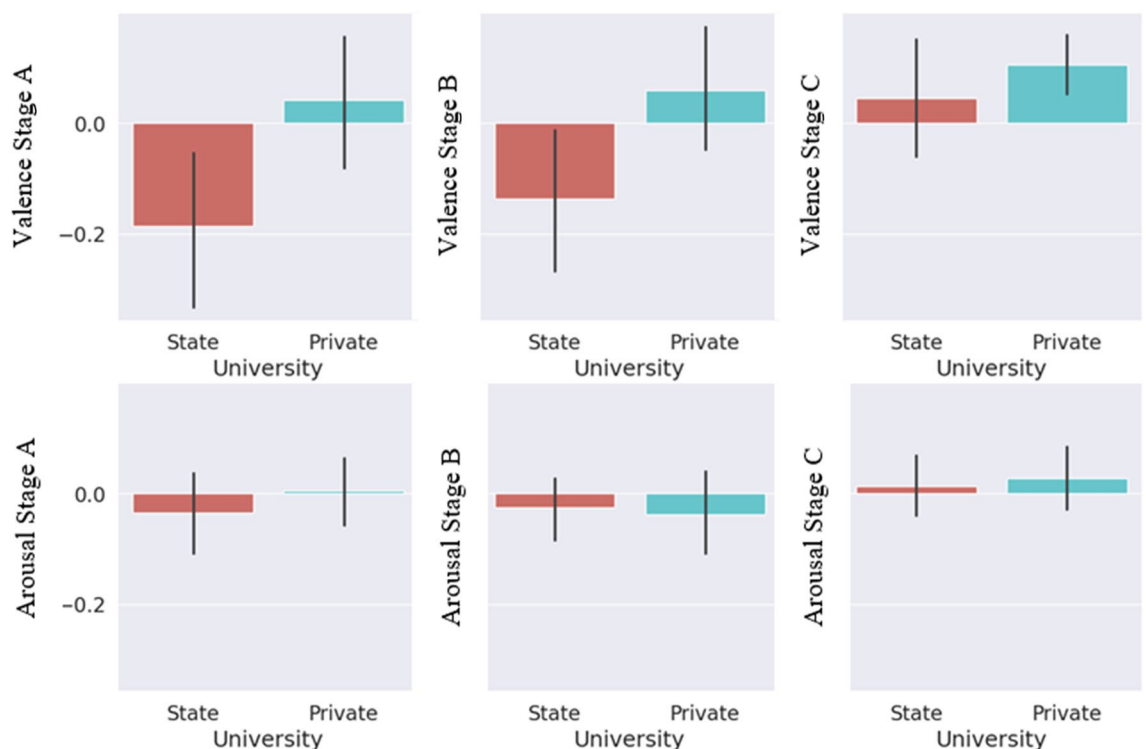 Valence Stage A
0.0
−0.2
State Private
University
Valence Stage B
State Private
University
Valence Stage C
State Private
University
Arousal Stage A
0.0
−0.2
State Private
University
Arousal Stage B
State Private
University
Arousal Stage C
State Private
University